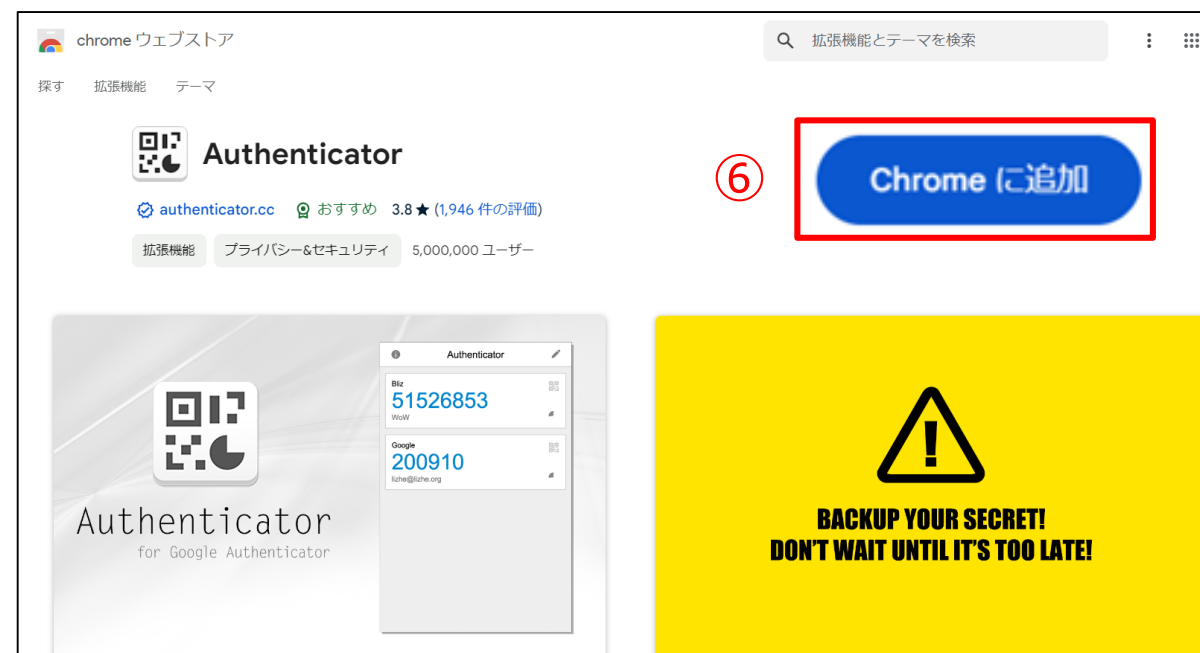 chrome ウェブストア
拡張機能とテーマを検索
探す 拡張機能 テーマ
Authenticator
⑥
Chrome に追加
authenticator.cc おすすめ 3.8★ (1,946 件の評価)
拡張機能 プライバシー&セキュリティ 5,000,000 ユーザー
Authenticator
for Google Authenticator
Authenticator
Bliz
51526853
WoW
Google
200910
lizhe@lizhe.org
BACKUP YOUR SECRET!
DON'T WAIT UNTIL IT'S TOO LATE!